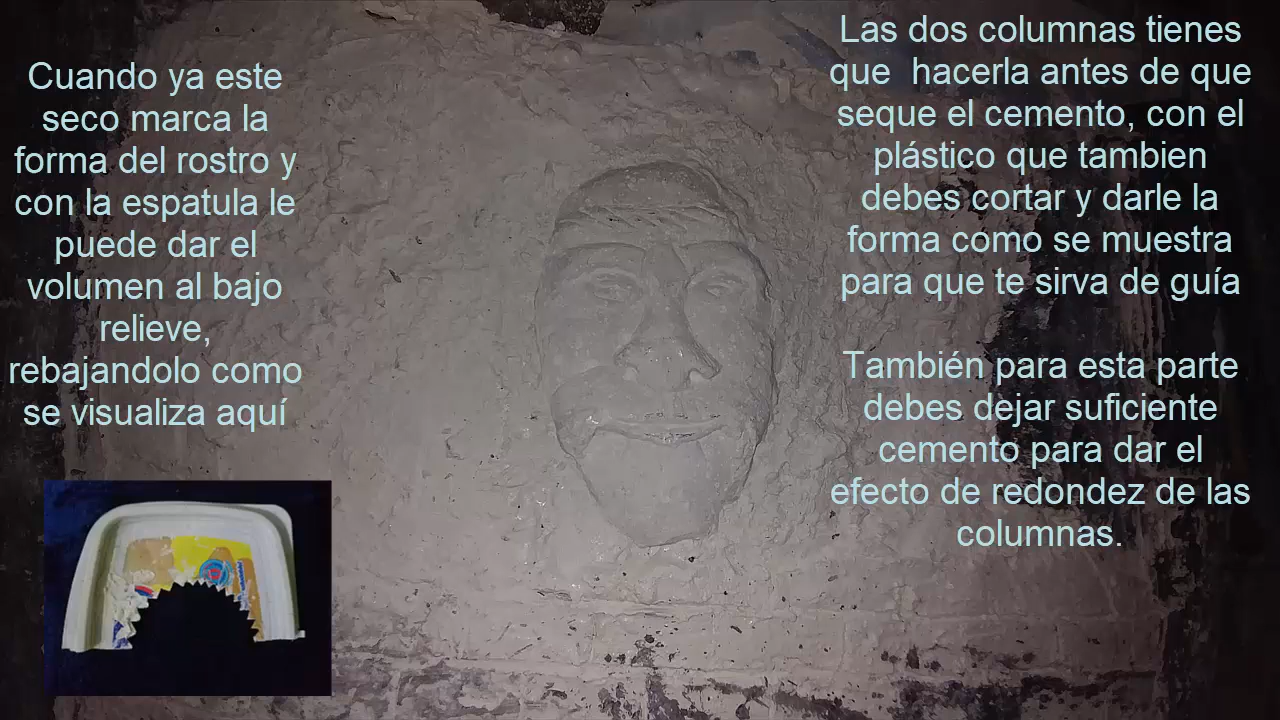 Cuando ya este
seco marca la
forma del rostro y
con la espatula le
puede dar el
volumen al bajo
relieve,
rebajandolo como
se visualiza aquí
Las dos columnas tienes
que  hacerla antes de que
seque el cemento, con el
plástico que tambien
debes cortar y darle la
forma como se muestra
para que te sirva de guía
También para esta parte
debes dejar suficiente
cemento para dar el
efecto de redondez de las
columnas.